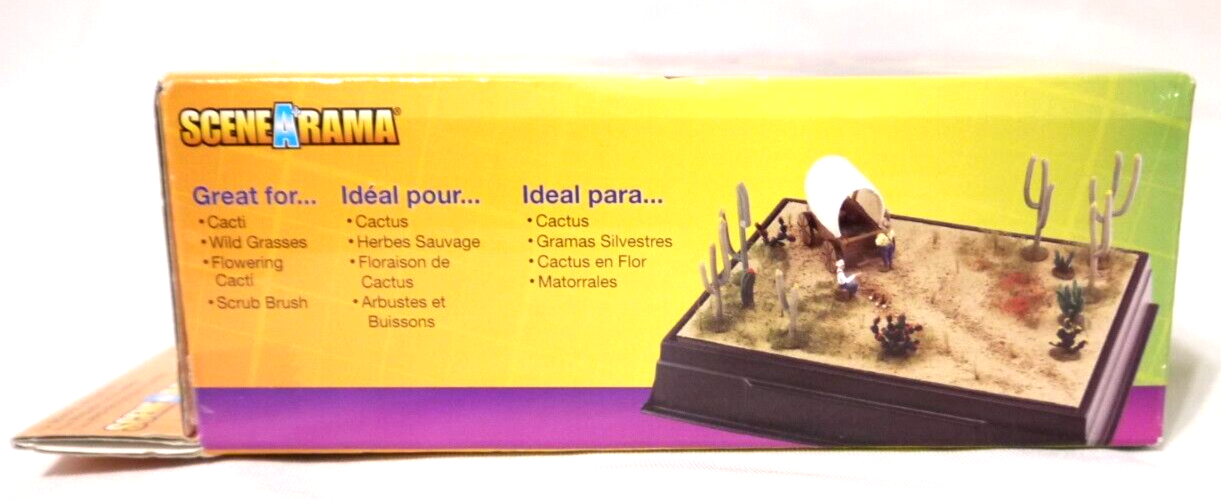 SCENE A RAMA®
Great for...
• Cacti
• Wild Grasses
• Flowering
Cacti
• Scrub Brush
Idéal pour...
• Cactus
• Herbes Sauvage
• Floraison de
Cactus
• Arbustes et
Buissons
Ideal para...
• Cactus
• Gramas Silvestres
• Cactus en Flor
• Matorrales